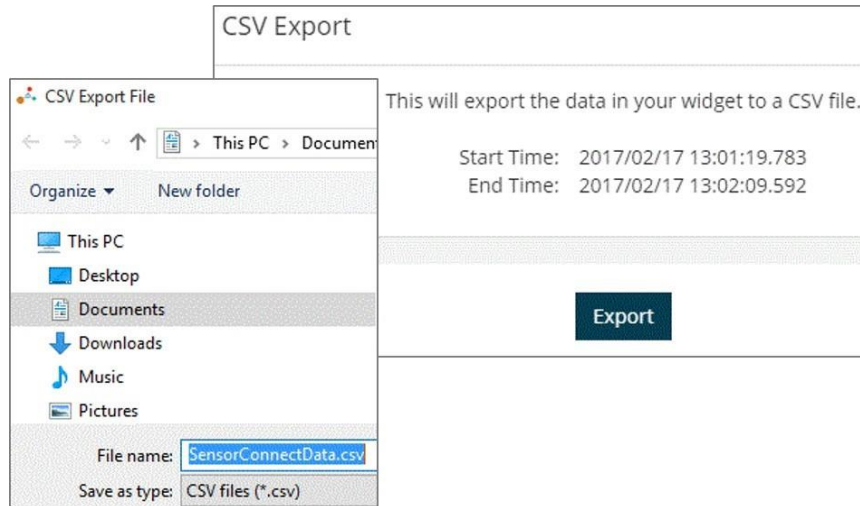 CSV Export
This will export the data in your widget to a CSV file.
Start Time: 2017/02/17 13:01:19.783
End Time: 2017/02/17 13:02:09.592
Export
CSV Export File
This PC > Documen
Organize
New folder
This PC
Desktop
Documents
Downloads
Music
Pictures
File name: SensorConnectData.csv
Save as type: CSV files (*.csv)